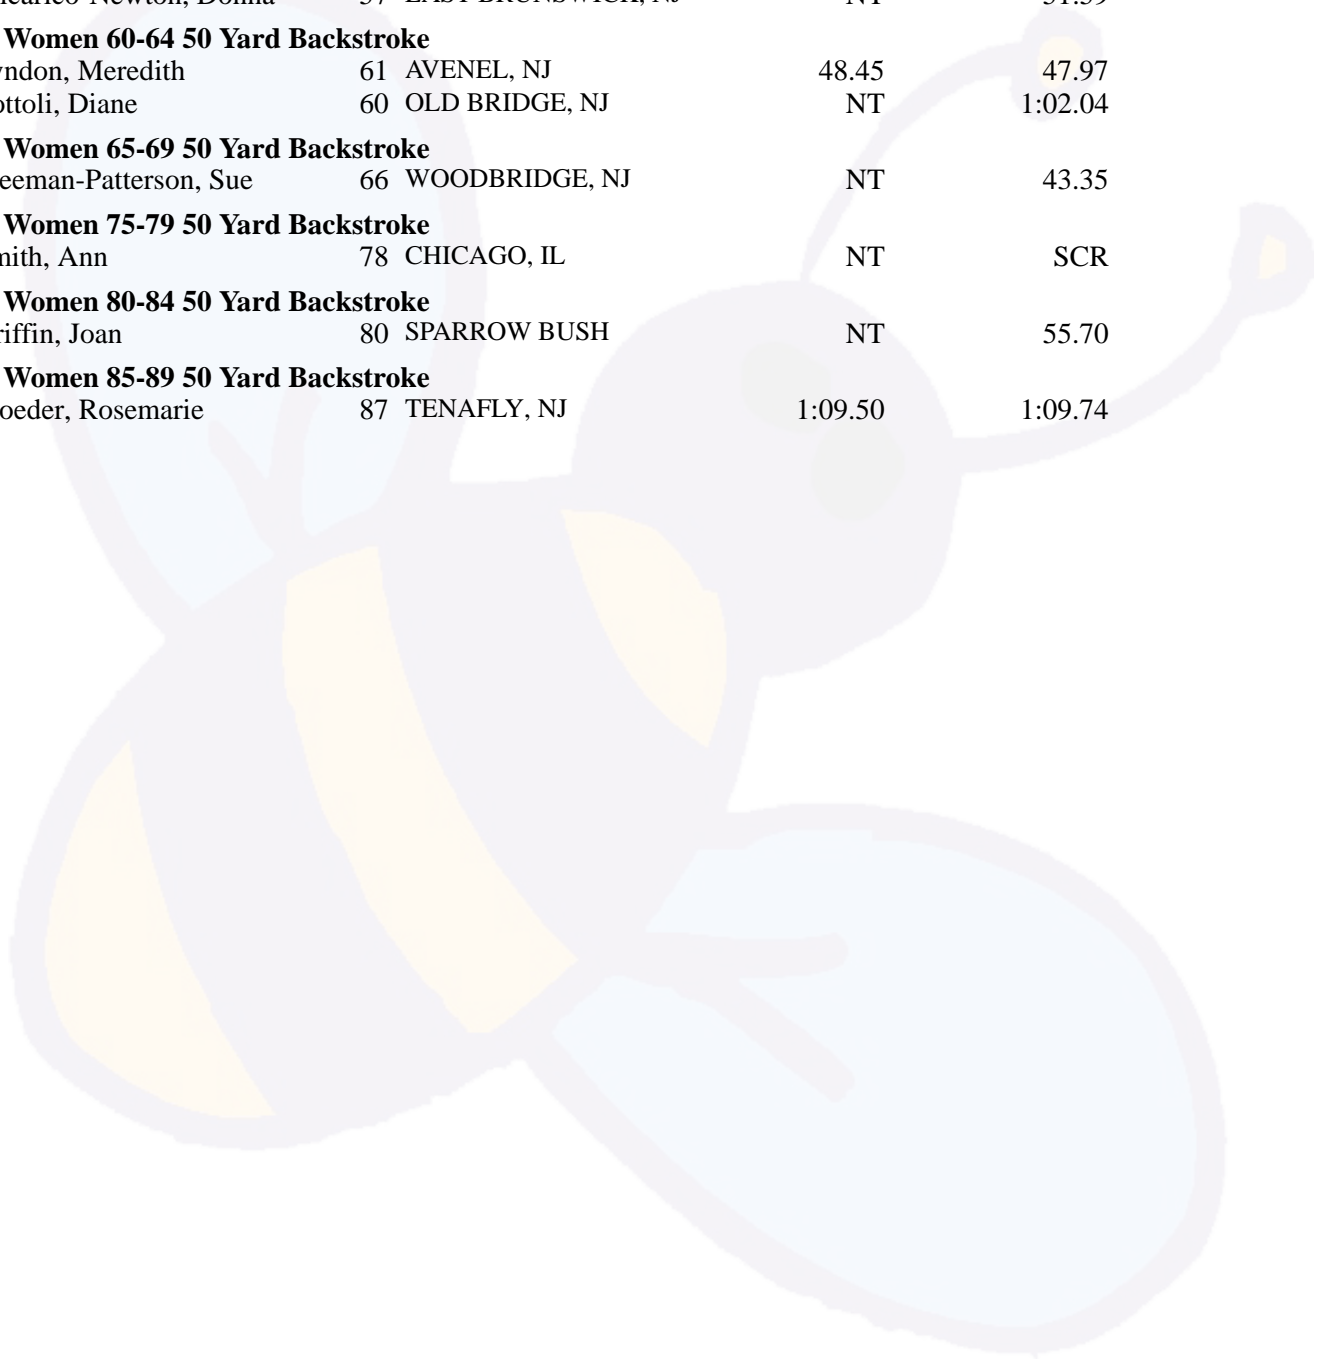 Women 60-64 50 Yard Backstroke
yndon, Meredith 61 AVENEL, NJ 48.45 47.97
ottoli, Diane 60 OLD BRIDGE, NJ NT 1:02.04
Women 65-69 50 Yard Backstroke
eeman-Patterson, Sue 66 WOODBRIDGE, NJ NT 43.35
Women 75-79 50 Yard Backstroke
mith, Ann 78 CHICAGO, IL NT SCR
Women 80-84 50 Yard Backstroke
riffin, Joan 80 SPARROW BUSH NT 55.70
Women 85-89 50 Yard Backstroke
oeder, Rosemarie 87 TENAFLY, NJ 1:09.50 1:09.74